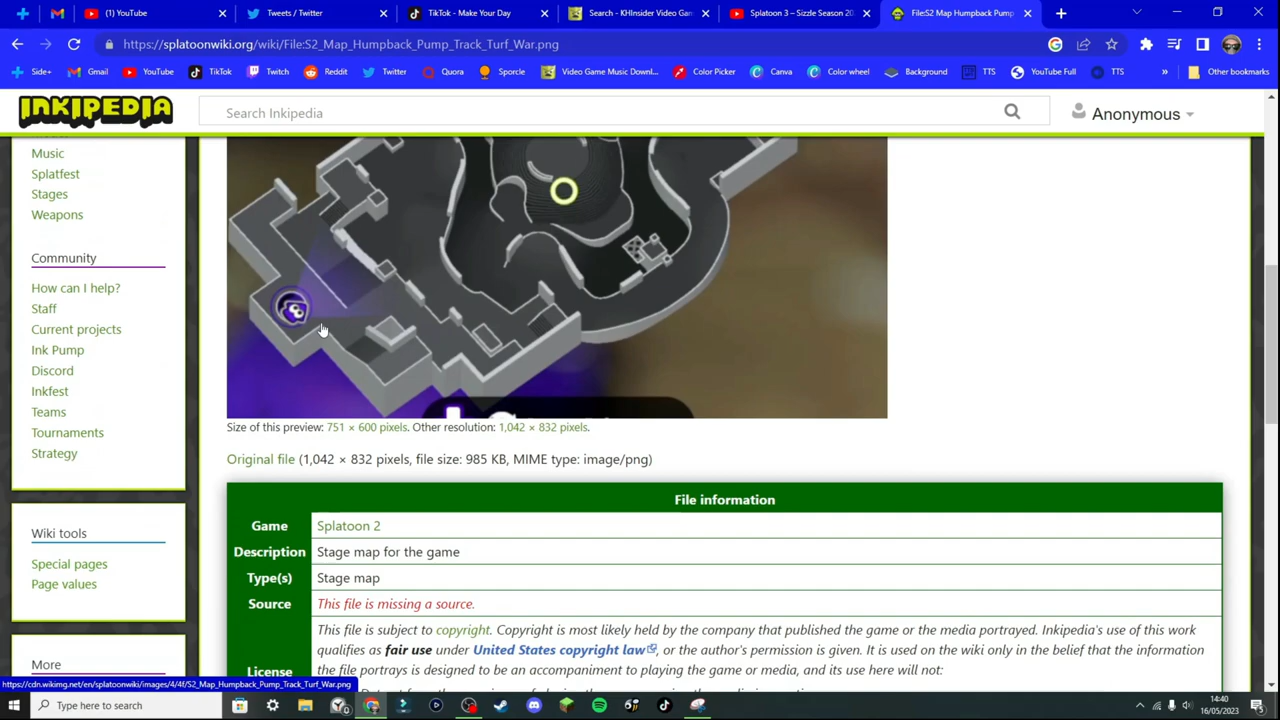 (1) YouTube
Tweets / Twitter
TikTok - Make Your Day
Search - KHInsider Video Gam
Splatoon 3 – Sizzle Season 20
File:S2 Map Humpback Pump
https://splatoonwiki.org/wiki/File:S2_Map_Humpback_Pump_Track_Turf_War.png
Side+
Gmail
YouTube
TikTok
Twitch
Reddit
Twitter
Quora
Sporcle
Video Game Music Downl...
Color Picker
Canva
Color wheel
Background
TTS
YouTube Full
TTS
»
Other bookmarks
INKIPEDIA
Search Inkipedia
Anonymous
Music
Splatfest
Stages
Weapons
Community
How can I help?
Staff
Current projects
Ink Pump
Discord
Inkfest
Teams
Tournaments
Strategy
Wiki tools
Special pages
Page values
More
Size of this preview: 751 × 600 pixels. Other resolution: 1,042 × 832 pixels.
Original file (1,042 × 832 pixels, file size: 985 KB, MIME type: image/png)
File information
Game Splatoon 2
Description Stage map for the game
Type(s) Stage map
Source This file is missing a source.
License This file is subject to copyright. Copyright is most likely held by the company that published the game or the media portrayed. Inkipedia's use of this work
qualifies as fair use under United States copyright law, or the author's permission is given. It is used on the wiki only in the belief that the information
the file portrays is designed to be an accompaniment to playing the game or media, and its use here will not:
https://cdn.wikimg.net/en/splatoonwiki/images/4/4f/S2_Map_Humpback_Pump_Track_Turf_War.png
Type here to search
14:40
16/05/2023